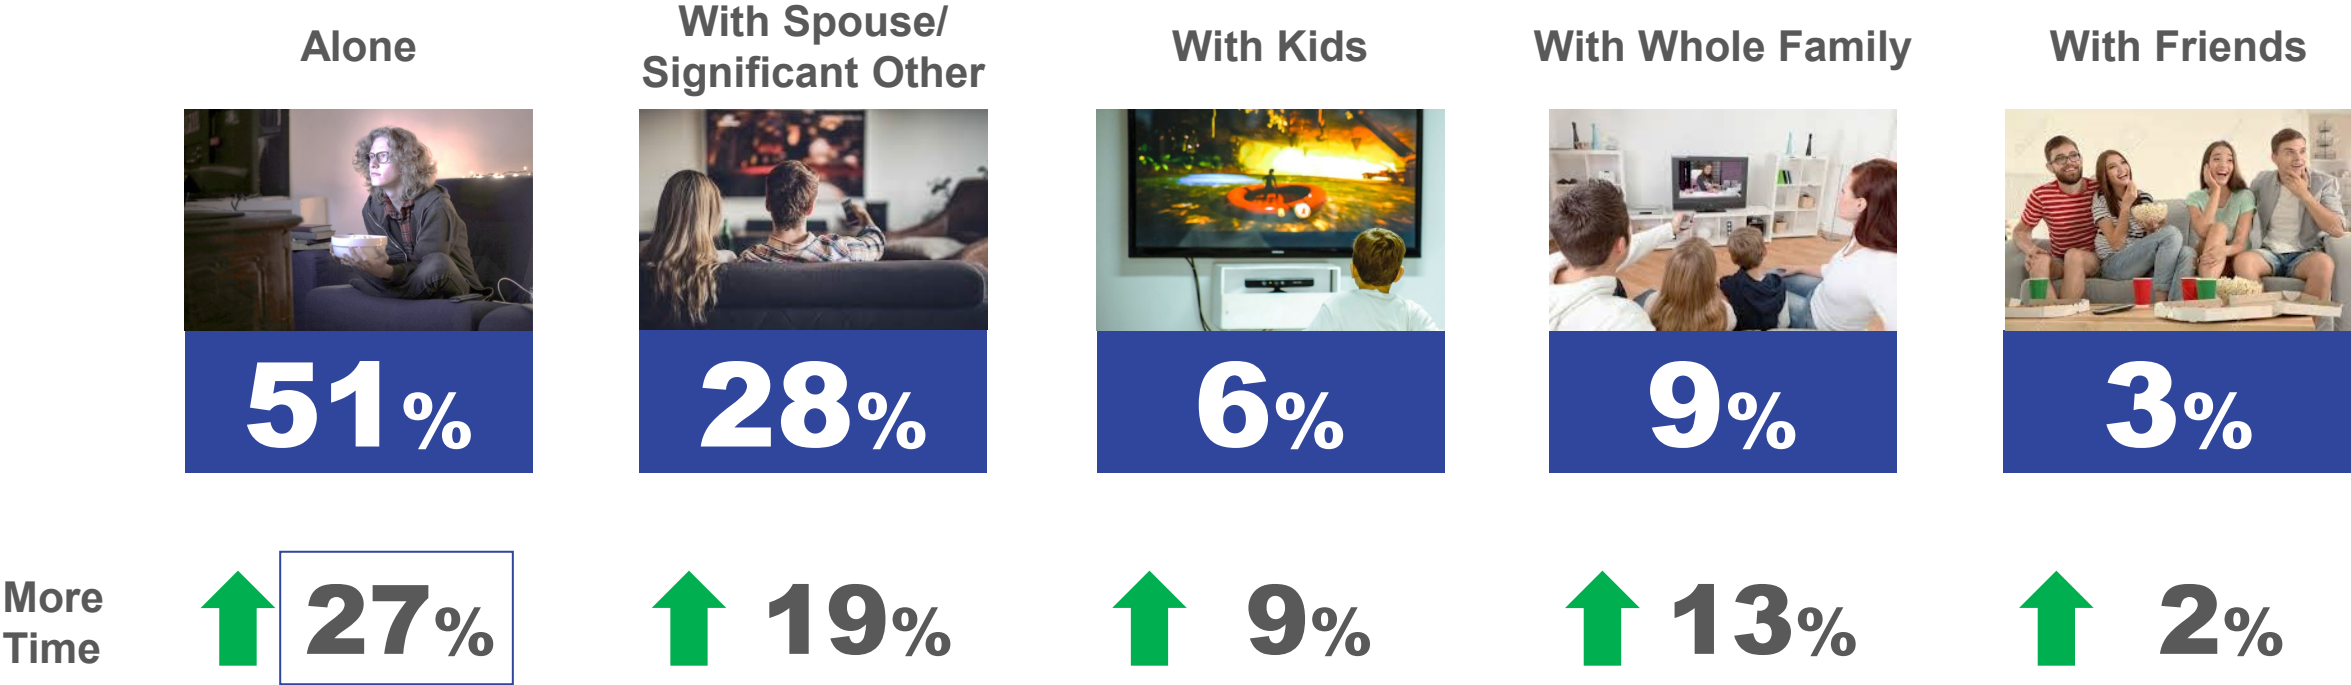 Alone
With Spouse/
Significant Other
With Kids
With Whole Family
With Friends
51%
28%
6%
9%
3%
More
Time
27%
19%
9%
13%
2%